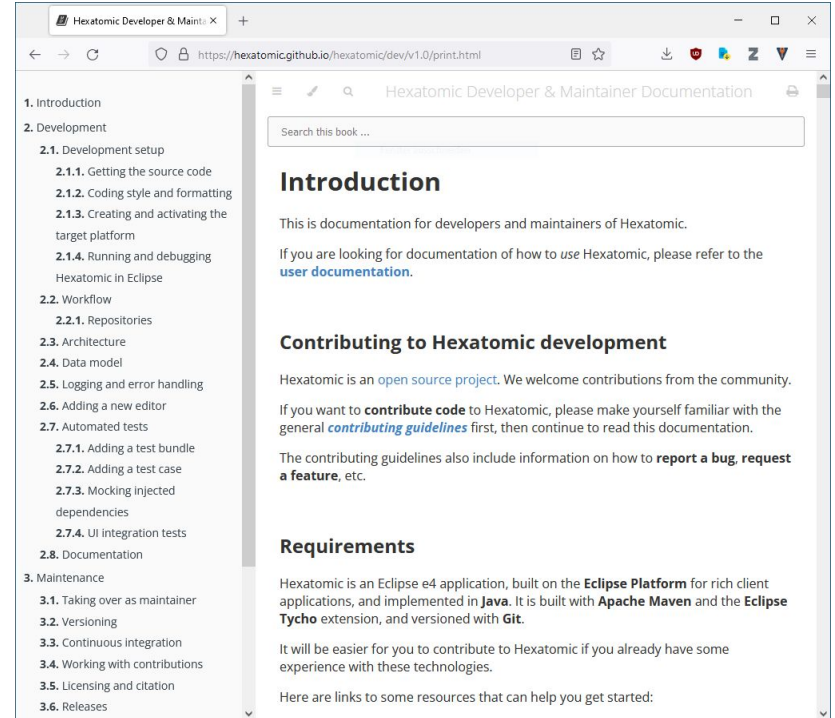 Hexatomic Developer & Mainta
https://hexatomic.github.io/hexatomic/dev/v1.0/print.html
1. Introduction
2. Development
2.1. Development setup
2.1.1. Getting the source code
2.1.2. Coding style and formatting
2.1.3. Creating and activating the
target platform
2.1.4. Running and debugging
Hexatomic in Eclipse
2.2. Workflow
2.2.1. Repositories
2.3. Architecture
2.4. Data model
2.5. Logging and error handling
2.6. Adding a new editor
2.7. Automated tests
2.7.1. Adding a test bundle
2.7.2. Adding a test case
2.7.3. Mocking injected
dependencies
2.7.4. UI integration tests
2.8. Documentation
3. Maintenance
3.1. Taking over as maintainer
3.2. Versioning
3.3. Continuous integration
3.4. Working with contributions
3.5. Licensing and citation
3.6. Releases
Hexatomic Developer & Maintainer Documentation
Search this book ...
Introduction
This is documentation for developers and maintainers of Hexatomic.
If you are looking for documentation of how to use Hexatomic, please refer to the
user documentation.
Contributing to Hexatomic development
Hexatomic is an open source project. We welcome contributions from the community.
If you want to contribute code to Hexatomic, please make yourself familiar with the
general contributing guidelines first, then continue to read this documentation.
The contributing guidelines also include information on how to report a bug, request
a feature, etc.
Requirements
Hexatomic is an Eclipse e4 application, built on the Eclipse Platform for rich client
applications, and implemented in Java. It is built with Apache Maven and the Eclipse
Tycho extension, and versioned with Git.
It will be easier for you to contribute to Hexatomic if you already have some
experience with these technologies.
Here are links to some resources that can help you get started: